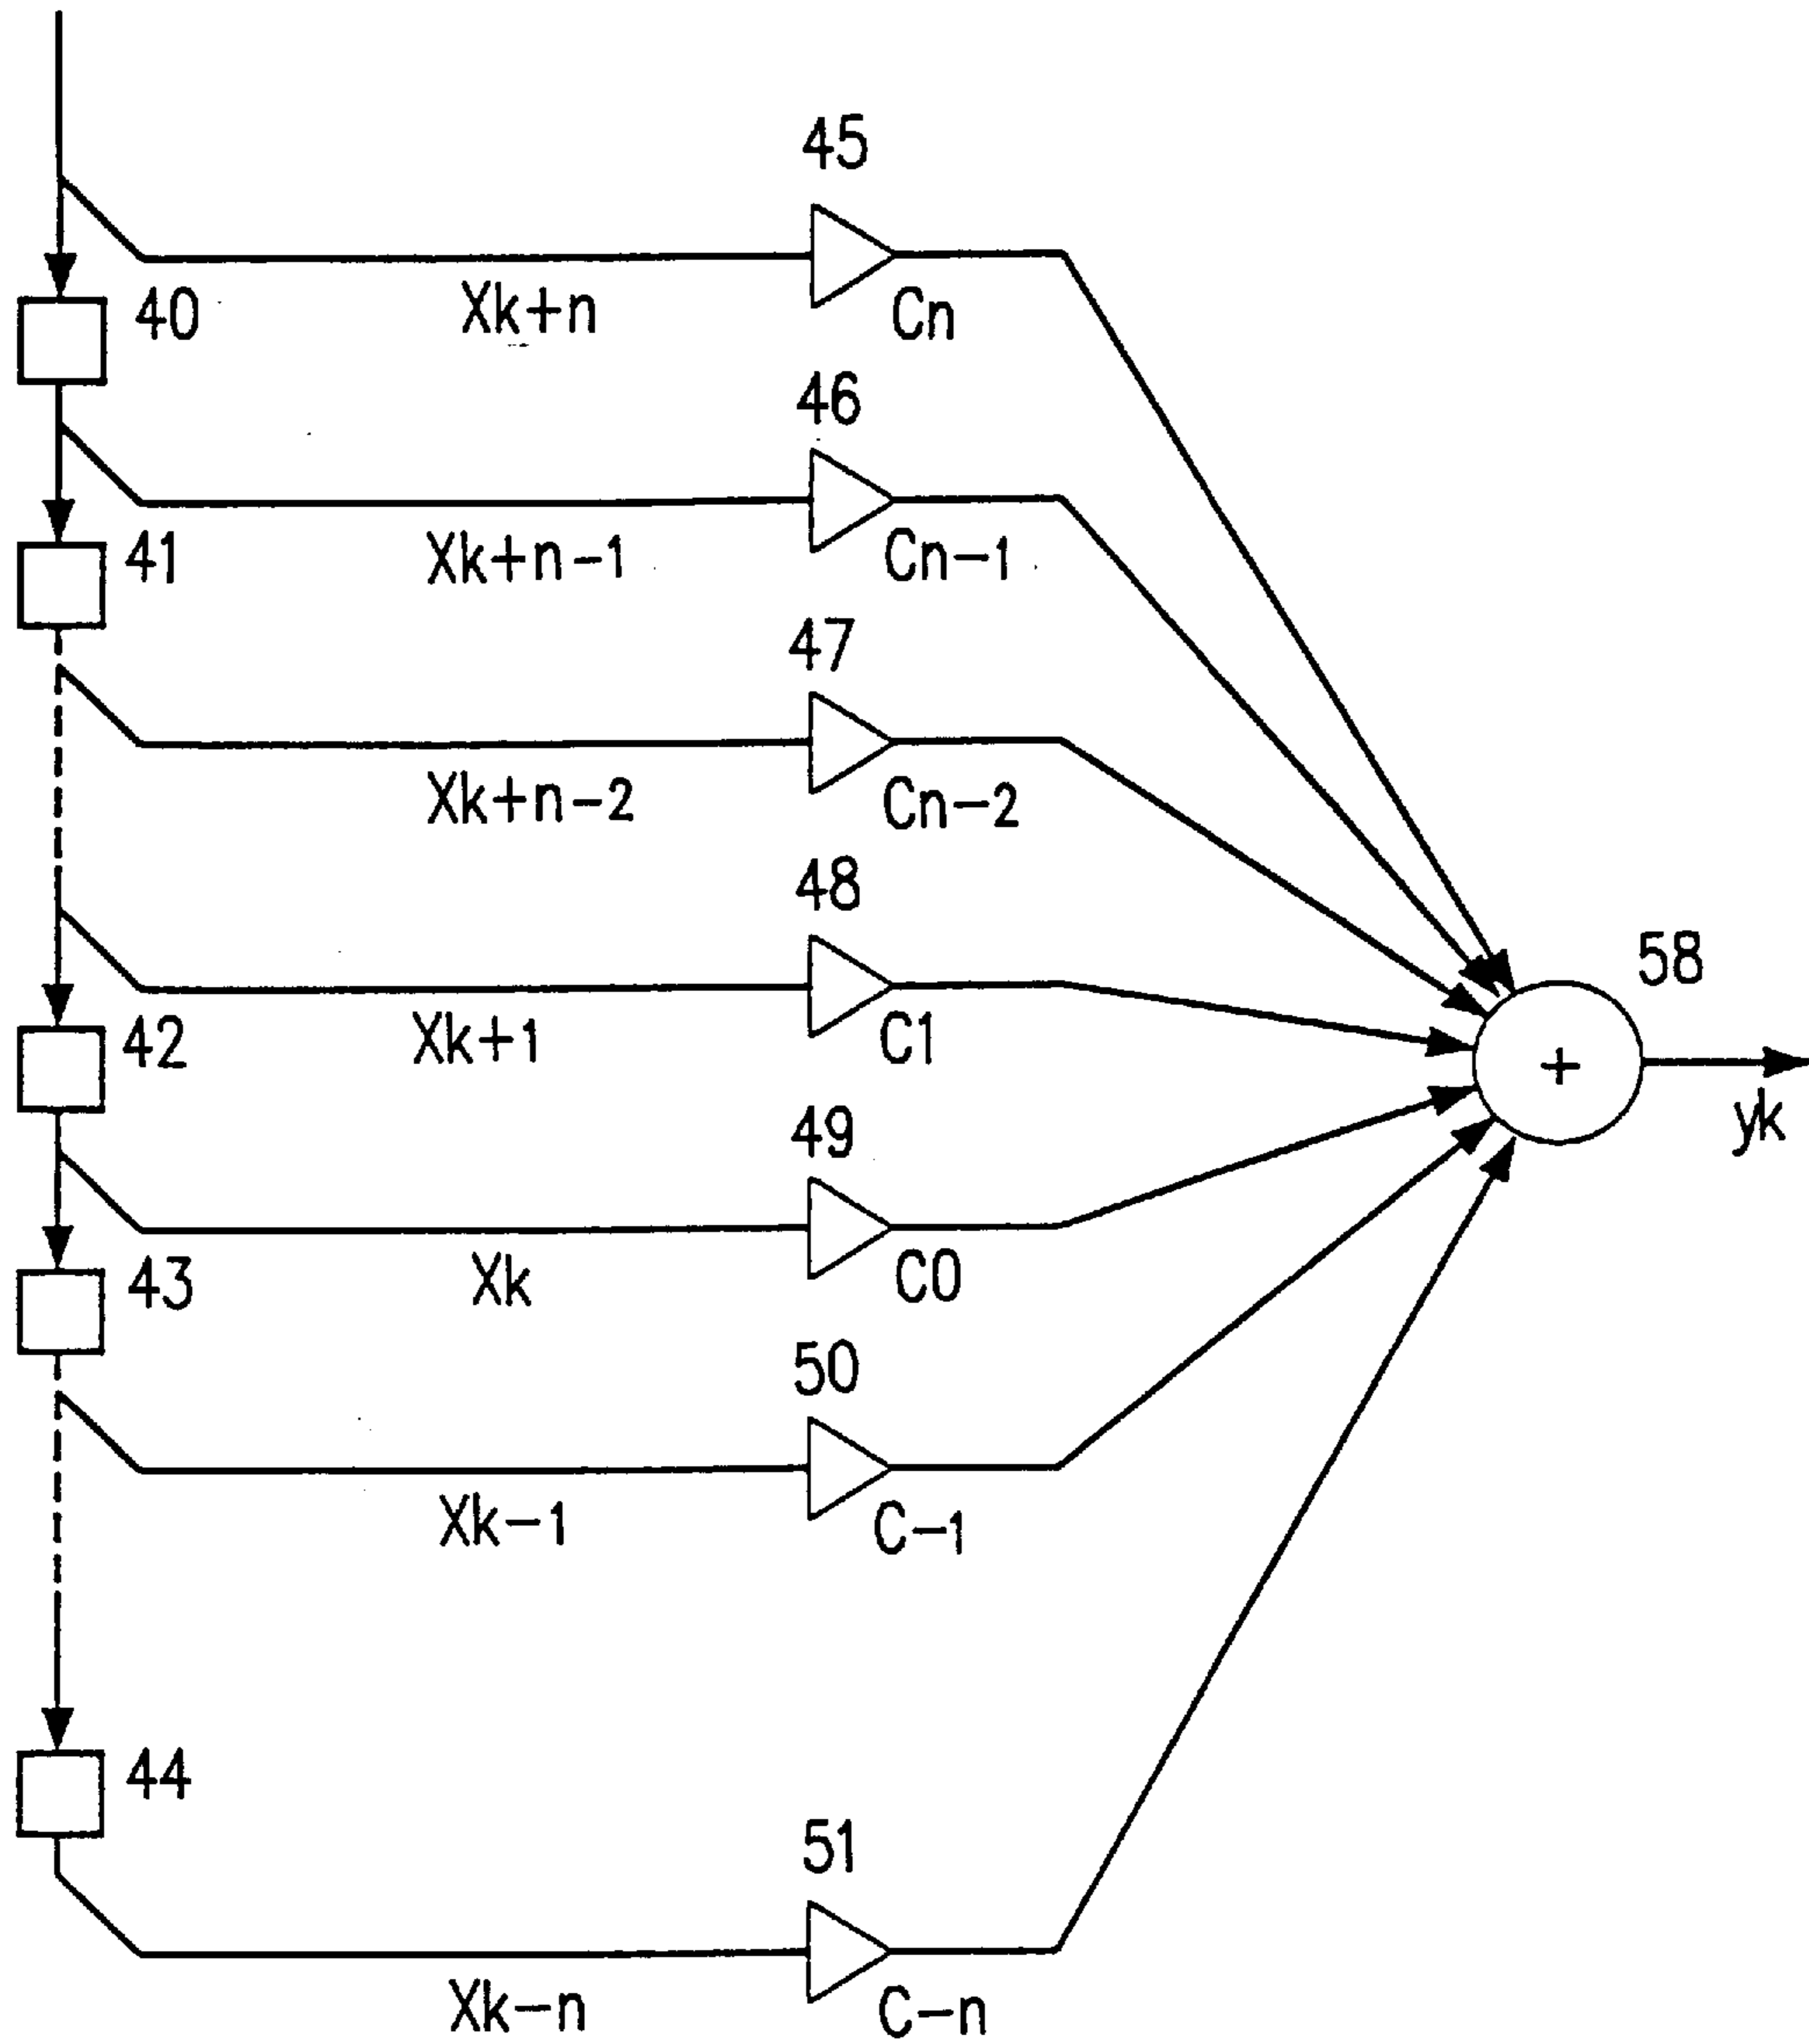 45
40
Xk+n
Cn
46
41
Xk+n-1
Cn-1
47
Xk+n-2
Cn-2
48
58
42
Xk+1
C1
+
yk
49
43
Xk
C0
50
Xk-1
C-1
44
51
Xk-n
C-n